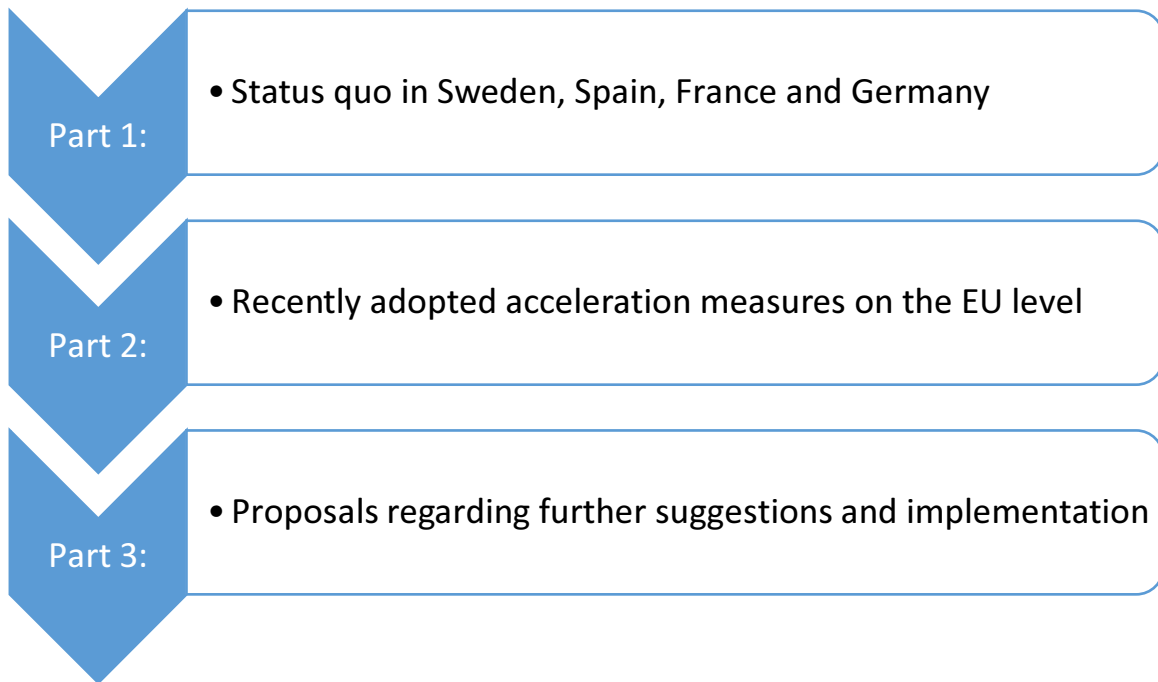 Part 1:
• Status quo in Sweden, Spain, France and Germany
Part 2:
• Recently adopted acceleration measures on the EU level
Part 3:
• Proposals regarding further suggestions and implementation